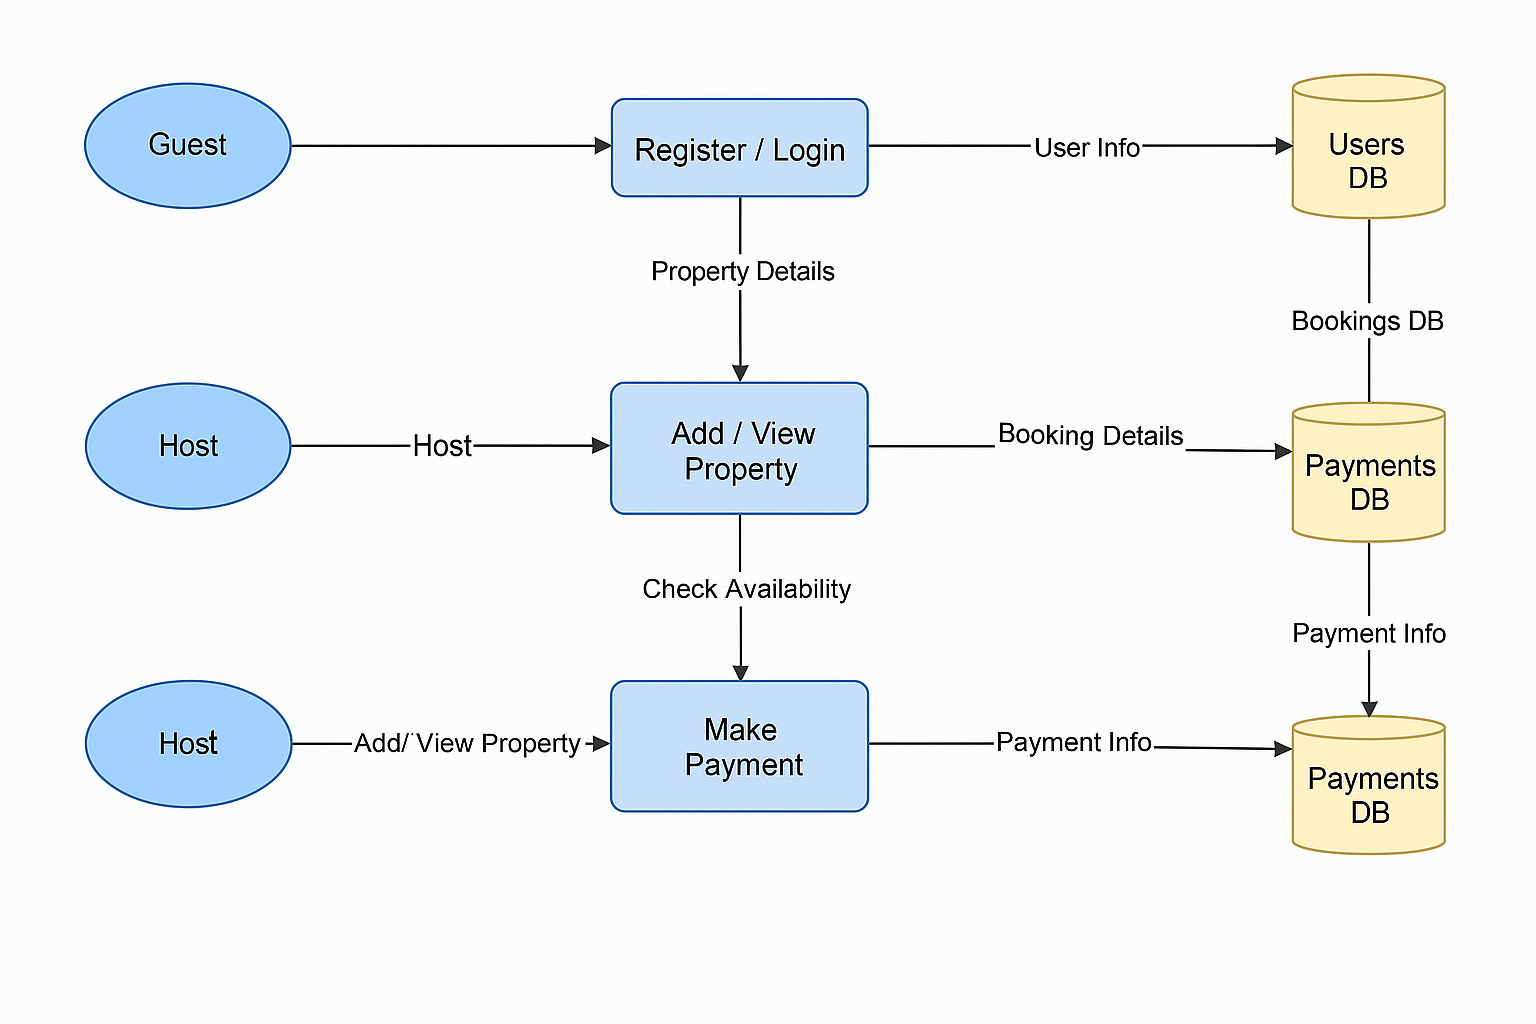 Guest
Register / Login
User Info
Users
DB
Property Details
Bookings DB
Host
Host
Add / View
Property
Booking Details
Payments
DB
Check Availability
Payment Info
Host
Add/ View Property
Make
Payment
Payment Info
Payments
DB